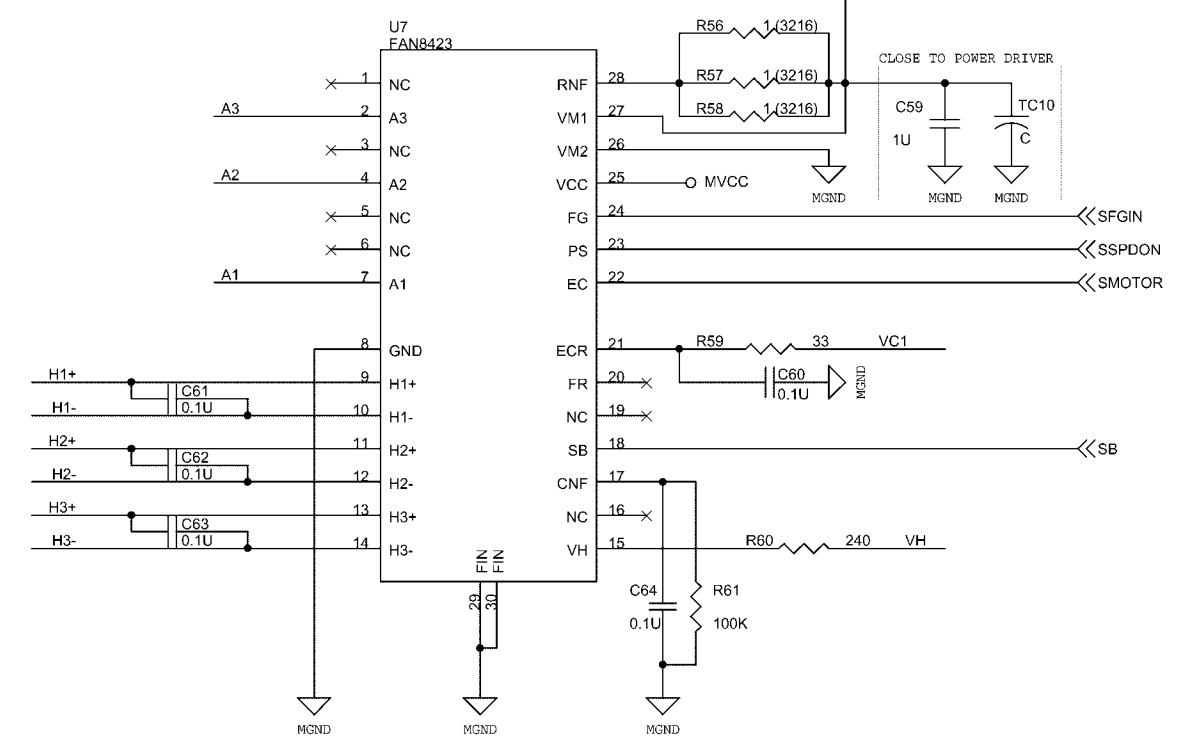 U7
FAN8423
R56 1 (3216)
R57 1 (3216)
R58 1 (3216)
CLOSE TO POWER DRIVER
C59
1U
TC10
C
1 NC
A3 2 A3
3 NC
A2 4 A2
5 NC
6 NC
A1 7 A1
8 GND
H1+ 9 H1+
C61
0.1U
H1- 10 H1-
H2+ 11 H2+
C62
0.1U
H2- 12 H2-
H3+ 13 H3+
C63
0.1U
H3- 14 H3-
RNF 28
VM1 27
VM2 26
MGND
MGND
MGND
VCC 25 MVCC
FG 24 SFGIN
PS 23 SSPDON
EC 22 SMOTOR
ECR 21 R59 33 VC1
C60
0.1U
MGND
FR 20
NC 19
SB 18 SB
CNF 17
NC 16
VH 15 R60 240 VH
FIN
FIN
29
30
C64
0.1U
R61
100K
MGND
MGND
MGND